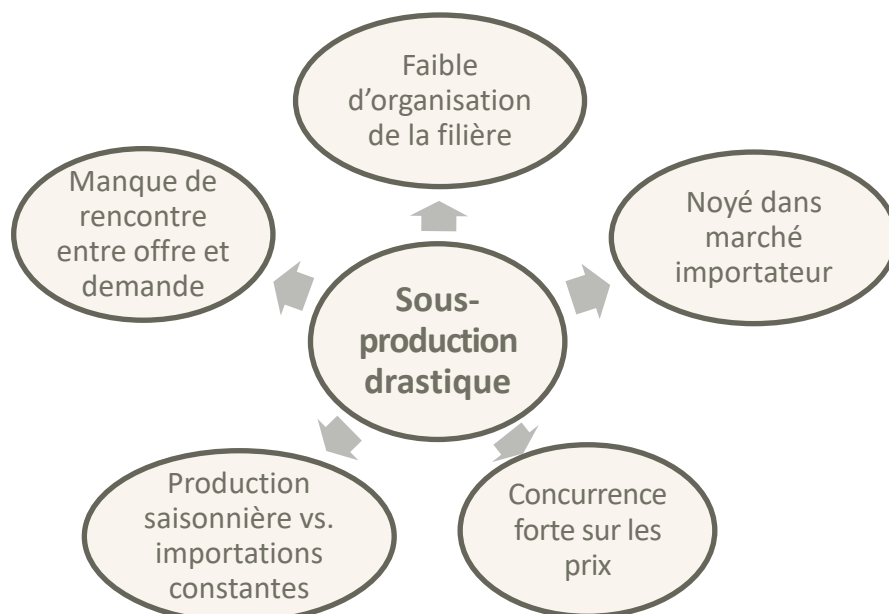 Faible
d’organisation
de la filière
Manque de
rencontre
entre offre et
demande
Noyé dans
marché
importateur
Sous-
production
drastique
Production
saisonnière vs.
importations
constantes
Concurrence
forte sur les
prix